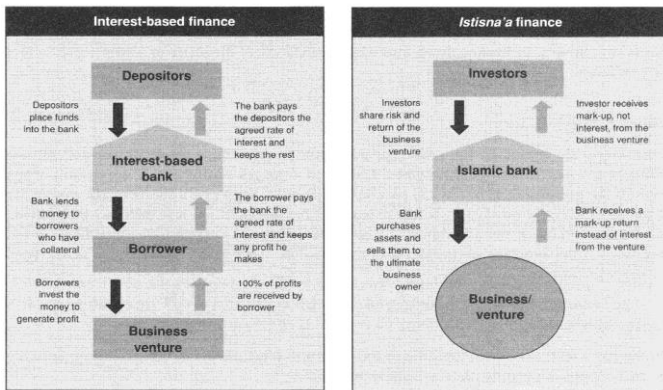 Interest-based finance
Depositors
Depositors
place funds
into the bank
The bank pays
the depositors the
agreed rate of
interest and
keeps the rest
Interest-based
bank
Bank lends
money to
borrowers
who have
collateral
The borrower pays
the bank the
agreed rate of
interest and keeps
any profit he
makes
Borrower
Borrowers
invest the
money to
generate profit
100% of profits
are received by
borrower
Business
venture
Istisna'a finance
Investors
Investors
share risk and
return of the
business
venture
Investor receives
mark-up, not
interest, from the
business venture
Islamic bank
Bank
purchases
assets and
sells them to
the ultimate
business
owner
Bank receives a
mark-up return
instead of interest
from the venture
Business/
venture